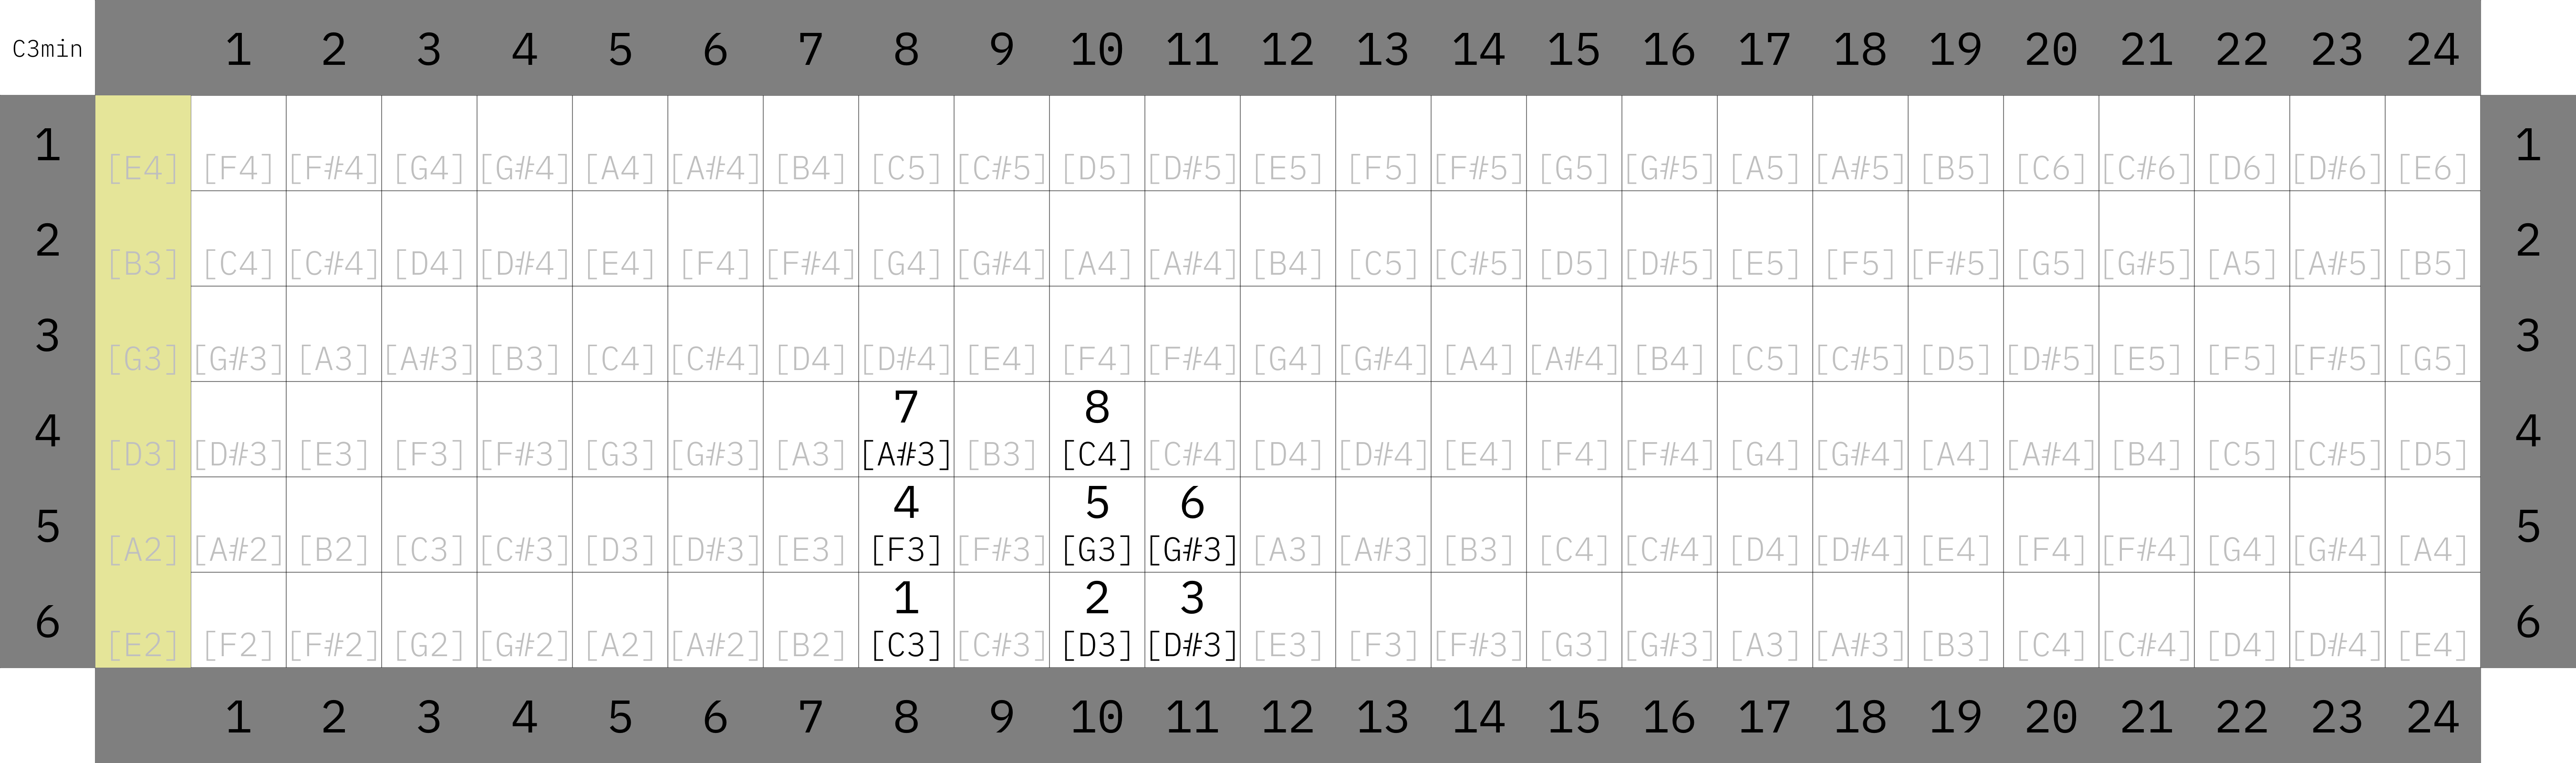 C3min 1 2 3 4 5 6 7 8 9 10 11 12 13 14 15 16 17 18 19 20 21 22 23 24
1 [E4] [F4] [F#4] [G4] [G#4] [A4] [A#4] [B4] [C5] [C#5] [D5] [D#5] [E5] [F5] [F#5] [G5] [G#5] [A5] [A#5] [B5] [C6] [C#6] [D6] [D#6] [E6] 1
2 [B3] [C4] [C#4] [D4] [D#4] [E4] [F4] [F#4] [G4] [G#4] [A4] [A#4] [B4] [C5] [C#5] [D5] [D#5] [E5] [F5] [F#5] [G5] [G#5] [A5] [A#5] [B5] 2
3 [G3] [G#3] [A3] [A#3] [B3] [C4] [C#4] [D4] [D#4] [E4] [F4] [F#4] [G4] [G#4] [A4] [A#4] [B4] [C5] [C#5] [D5] [D#5] [E5] [F5] [F#5] [G5] 3
7 8
4 [D3] [D#3] [E3] [F3] [F#3] [G3] [G#3] [A3] [A#3] [B3] [C4] [C#4] [D4] [D#4] [E4] [F4] [F#4] [G4] [G#4] [A4] [A#4] [B4] [C5] [C#5] [D5] 4
4 5 6
5 [A2] [A#2] [B2] [C3] [C#3] [D3] [D#3] [E3] [F3] [F#3] [G3] [G#3] [A3] [A#3] [B3] [C4] [C#4] [D4] [D#4] [E4] [F4] [F#4] [G4] [G#4] [A4] 5
1 2 3
6 [E2] [F2] [F#2] [G2] [G#2] [A2] [A#2] [B2] [C3] [C#3] [D3] [D#3] [E3] [F3] [F#3] [G3] [G#3] [A3] [A#3] [B3] [C4] [C#4] [D4] [D#4] [E4] 6
1 2 3 4 5 6 7 8 9 10 11 12 13 14 15 16 17 18 19 20 21 22 23 24